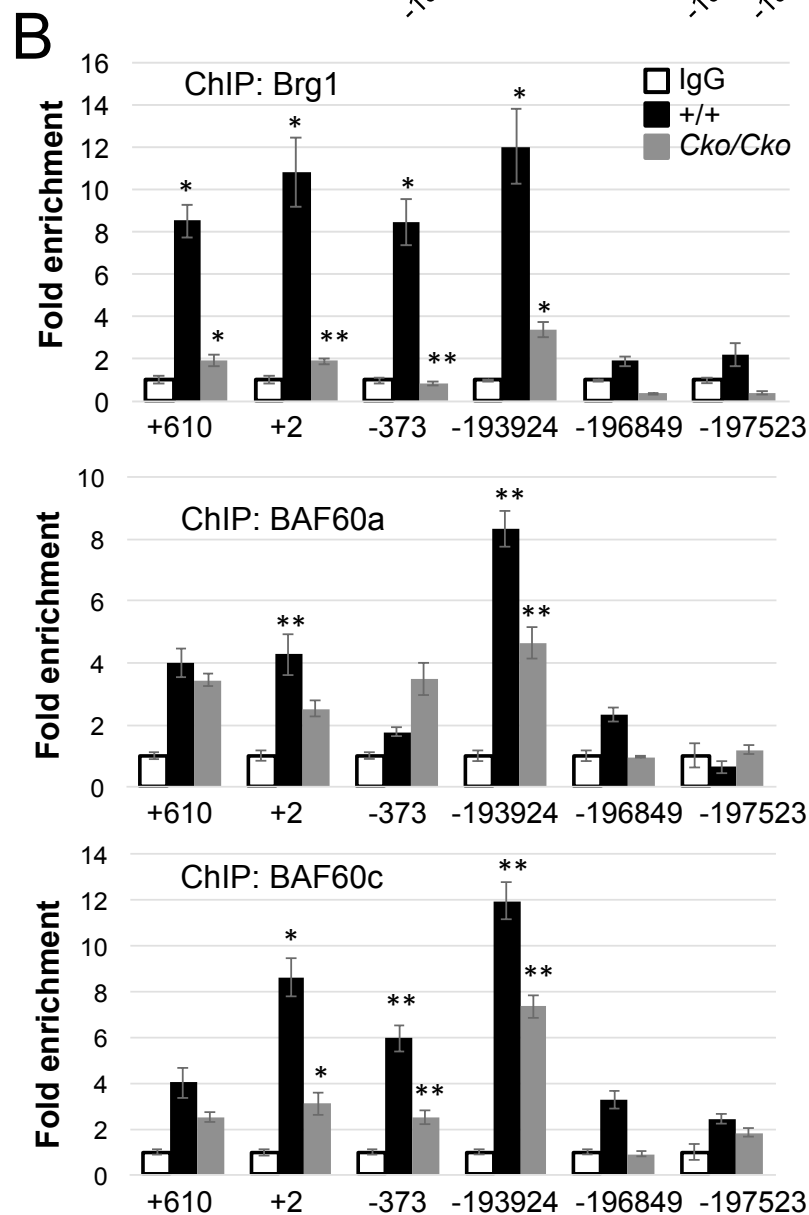 B
ChIP: Brg1
IgG
+/+
Cko/Cko
Fold enrichment
16
14
12
10
8
6
4
2
0
* * * *
* ** ** *
+610 +2 -373 -193924 -196849 -197523
ChIP: BAF60a
Fold enrichment
10
8
6
4
2
0
** **
**
+610 +2 -373 -193924 -196849 -197523
ChIP: BAF60c
Fold enrichment
14
12
10
8
6
4
2
0
* ** **
* ** **
+610 +2 -373 -193924 -196849 -197523